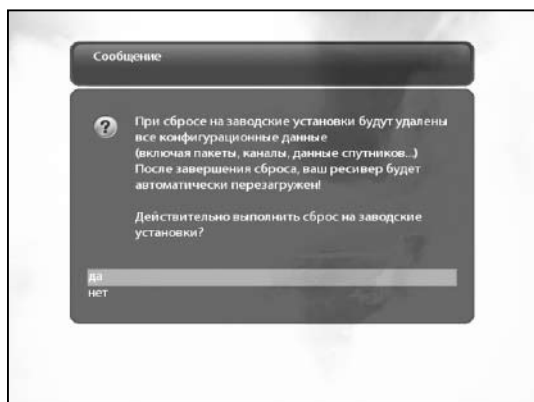 Сообщение
При сбросе на заводские установки будут удалены
все конфигурационные данные
(включая пакеты, каналы, данные спутников...)
После завершения сброса, ваш ресивер будет
автоматически перезагружен!
Действительно выполнить сброс на заводские
установки?
да
нет